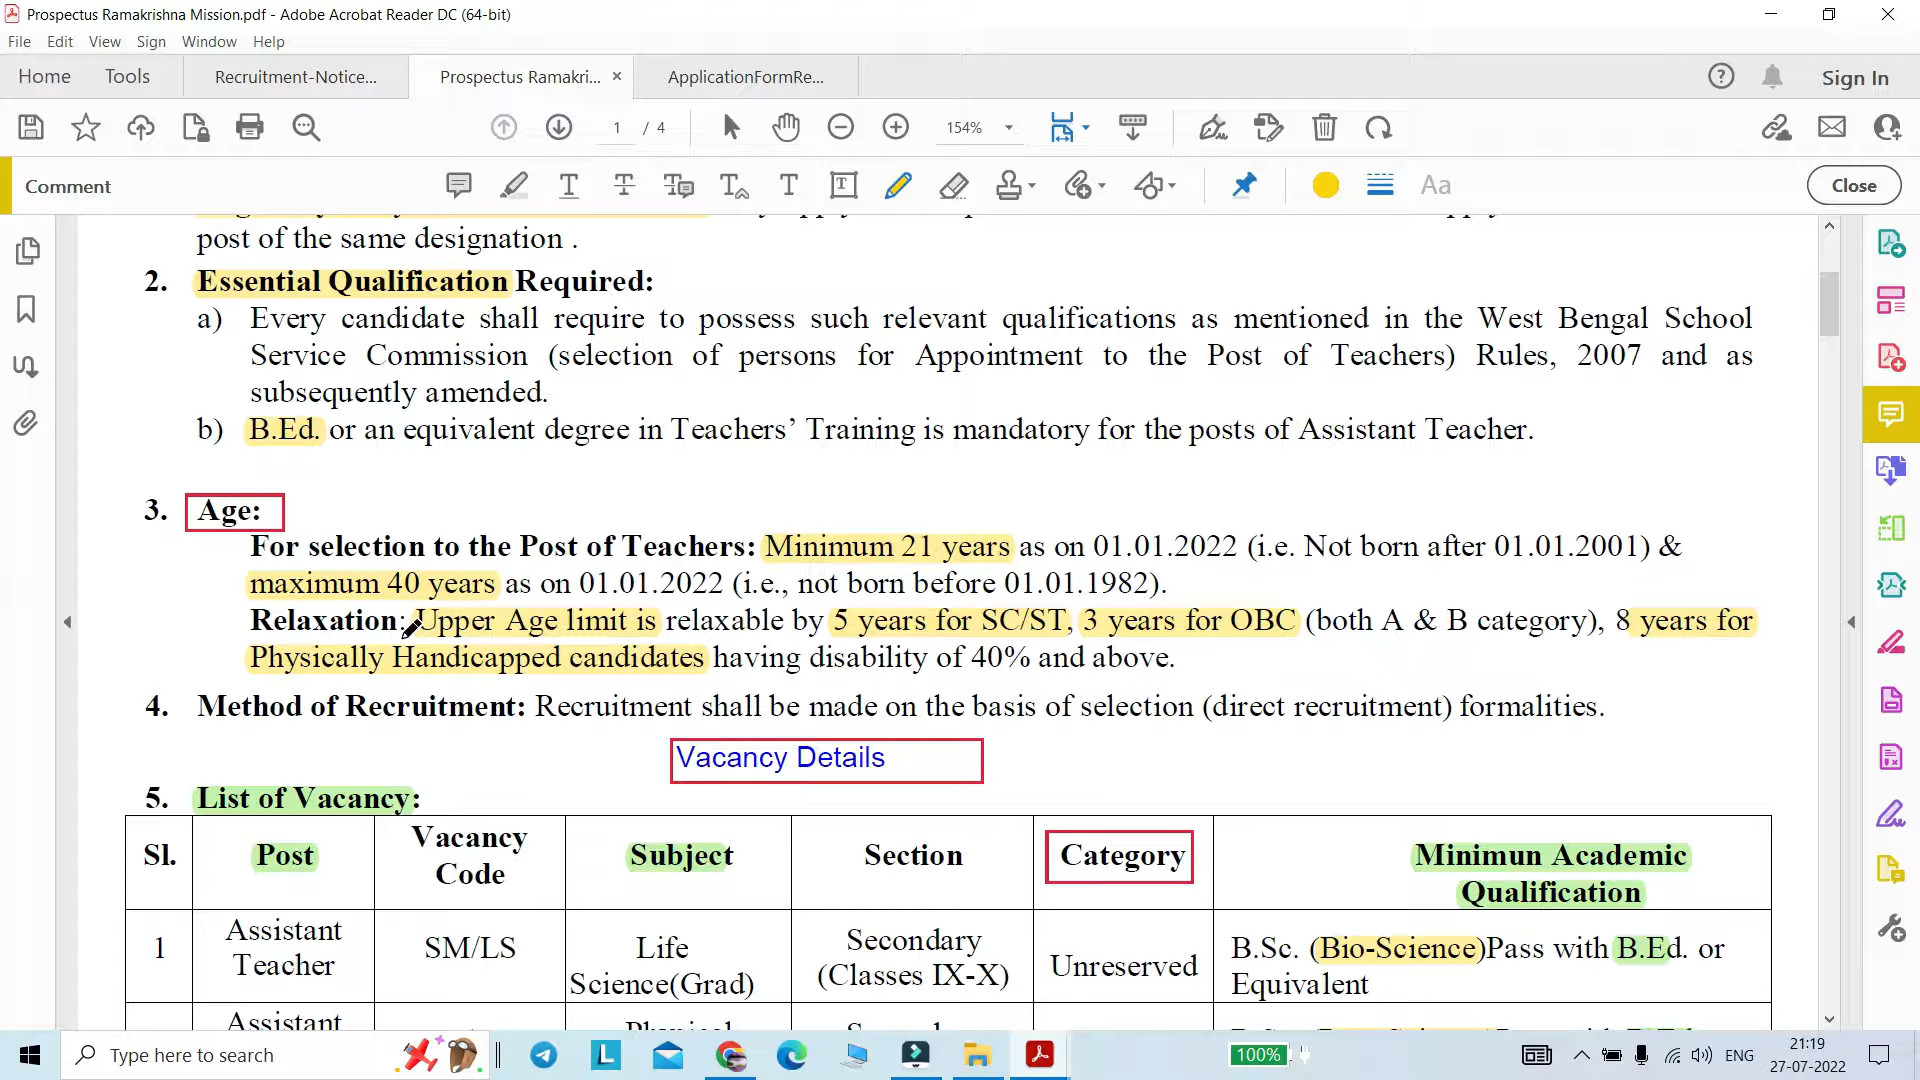 Prospectus Ramakrishna Mission.pdf - Adobe Acrobat Reader DC (64-bit)
File Edit View Sign Window Help
Home Tools Recruitment-Notice... Prospectus Ramakri... × ApplicationFormRe... Sign In
1 / 4 154%
Comment Aa Close
post of the same designation .
2. Essential Qualification Required:
a) Every candidate shall require to possess such relevant qualifications as mentioned in the West Bengal School
Service Commission (selection of persons for Appointment to the Post of Teachers) Rules, 2007 and as
subsequently amended.
b) B.Ed. or an equivalent degree in Teachers’ Training is mandatory for the posts of Assistant Teacher.
3. Age:
For selection to the Post of Teachers: Minimum 21 years as on 01.01.2022 (i.e. Not born after 01.01.2001) &
maximum 40 years as on 01.01.2022 (i.e., not born before 01.01.1982).
Relaxation: Upper Age limit is relaxable by 5 years for SC/ST, 3 years for OBC (both A & B category), 8 years for
Physically Handicapped candidates having disability of 40% and above.
4. Method of Recruitment: Recruitment shall be made on the basis of selection (direct recruitment) formalities.
Vacancy Details
5. List of Vacancy:
Sl. Post Vacancy Code Subject Section Category Minimun Academic Qualification
1 Assistant Teacher SM/LS Life Science(Grad) Secondary (Classes IX-X) Unreserved B.Sc. (Bio-Science)Pass with B.Ed. or Equivalent
Assistant
Type here to search 100% ENG 21:19
27-07-2022